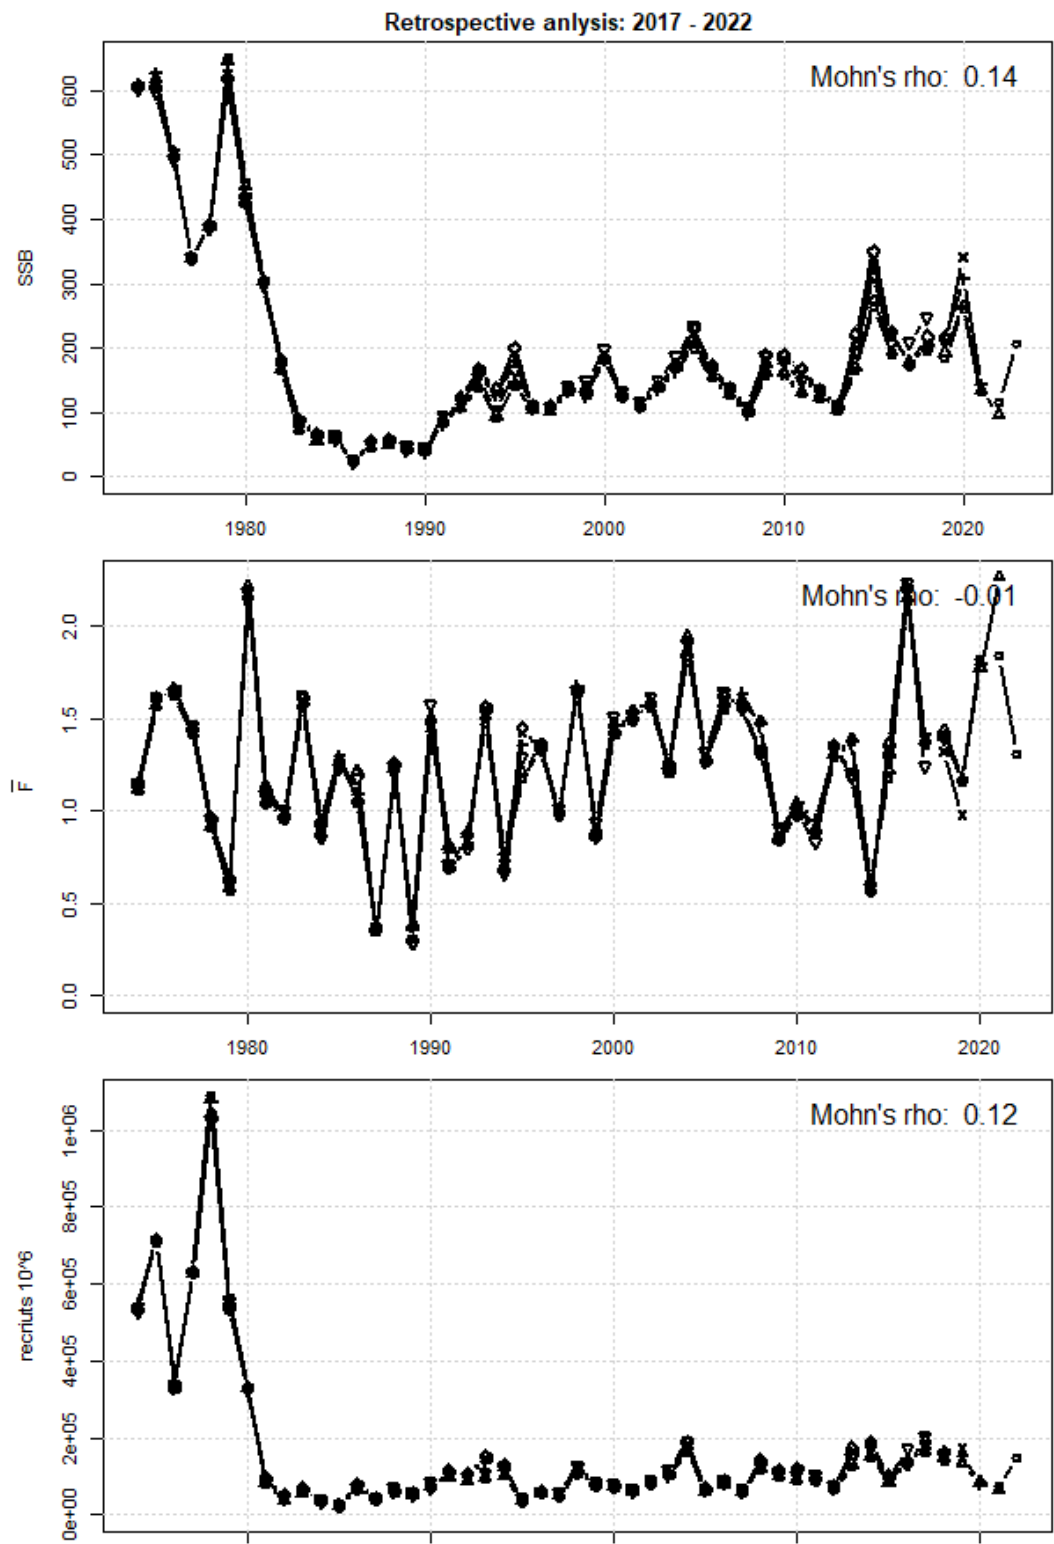 Retrospective anlysis: 2017 - 2022
Mohn's rho: 0.14
SSB
600
500
400
300
200
100
0
1980 1990 2000 2010 2020
Mohn's rho: -0.01
F
2.0
1.5
1.0
0.5
0.0
1980 1990 2000 2010 2020
Mohn's rho: 0.12
recriuts 10^6
1e+06
8e+05
6e+05
4e+05
2e+05
0e+00